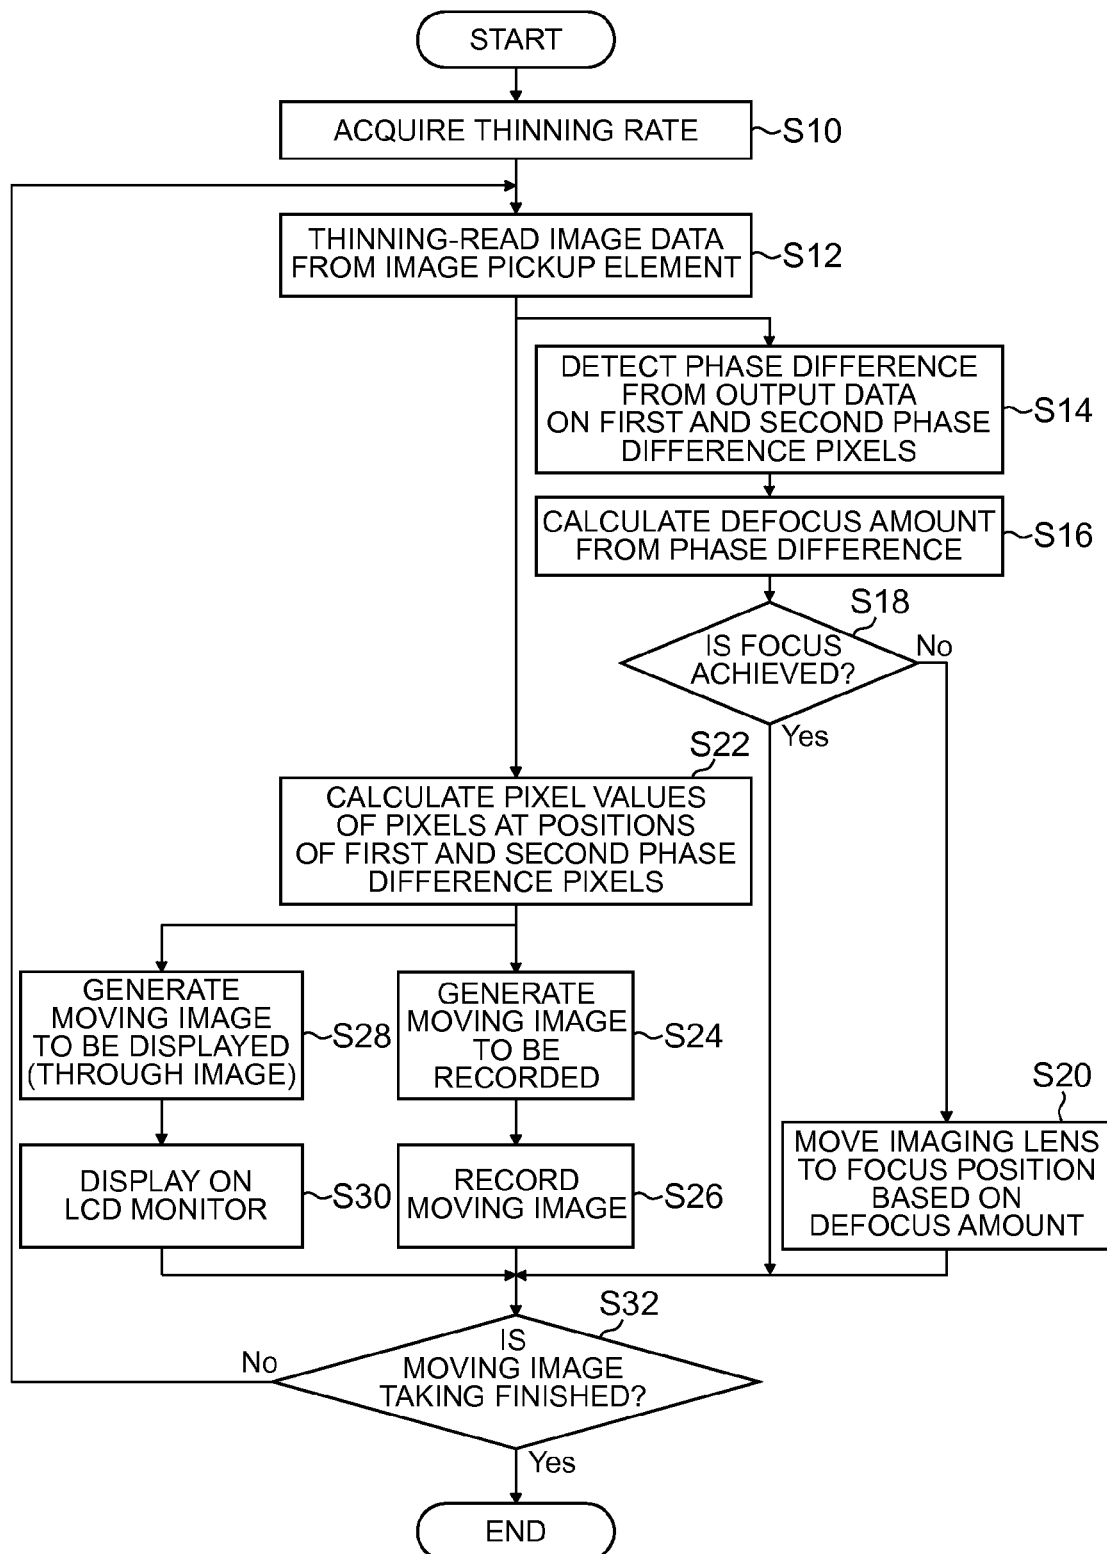 START
ACQUIRE THINNING RATE
S10
THINNING-READ IMAGE DATA
FROM IMAGE PICKUP ELEMENT
S12
DETECT PHASE DIFFERENCE
FROM OUTPUT DATA
ON FIRST AND SECOND PHASE
DIFFERENCE PIXELS
S14
CALCULATE DEFOCUS AMOUNT
FROM PHASE DIFFERENCE
S16
S18
IS FOCUS
ACHIEVED?
No
Yes
S22
CALCULATE PIXEL VALUES
OF PIXELS AT POSITIONS
OF FIRST AND SECOND PHASE
DIFFERENCE PIXELS
GENERATE
MOVING IMAGE
TO BE DISPLAYED
(THROUGH IMAGE)
S28
GENERATE
MOVING IMAGE
TO BE
RECORDED
S24
S20
MOVE IMAGING LENS
TO FOCUS POSITION
BASED ON
DEFOCUS AMOUNT
DISPLAY ON
LCD MONITOR
S30
RECORD
MOVING IMAGE
S26
S32
IS
MOVING IMAGE
TAKING FINISHED?
No
Yes
END